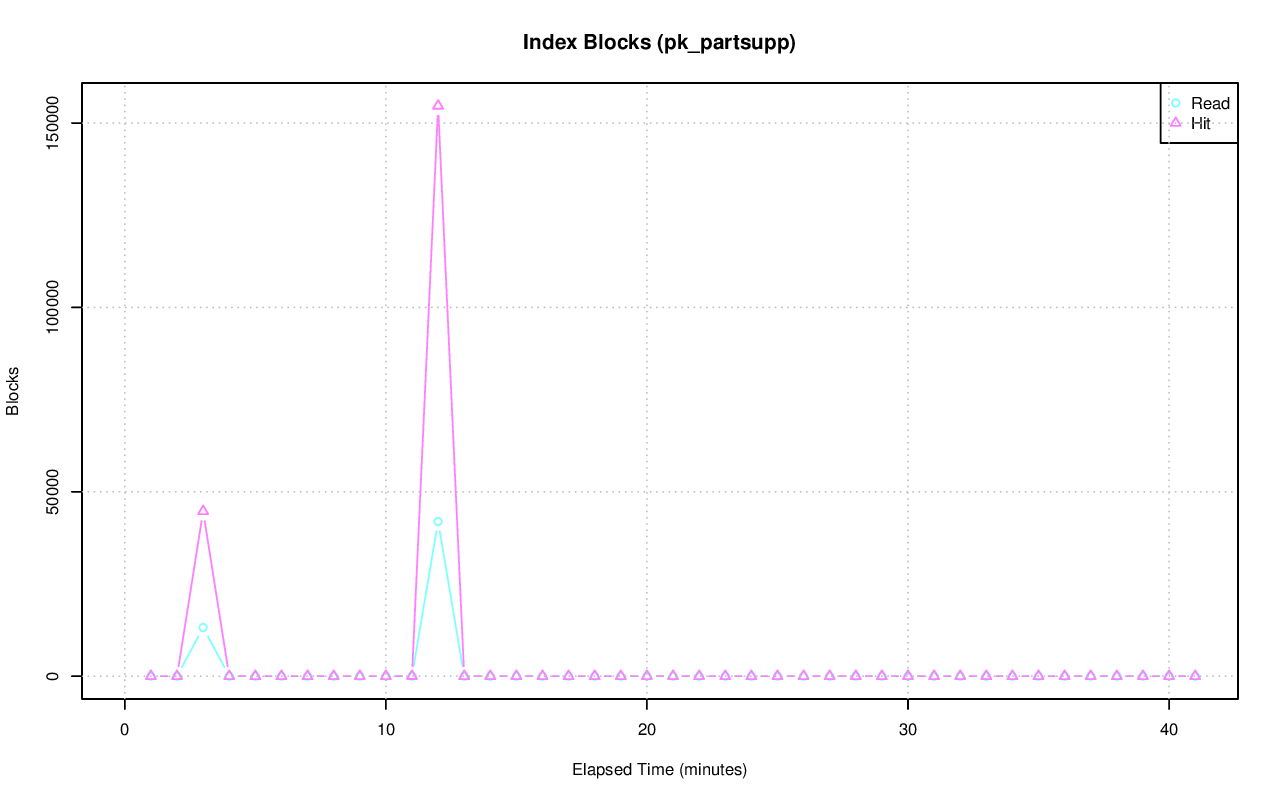 Index Blocks (pk_partsupp)
Read
Hit
150000
100000
50000
0
Blocks
0 10 20 30 40
Elapsed Time (minutes)